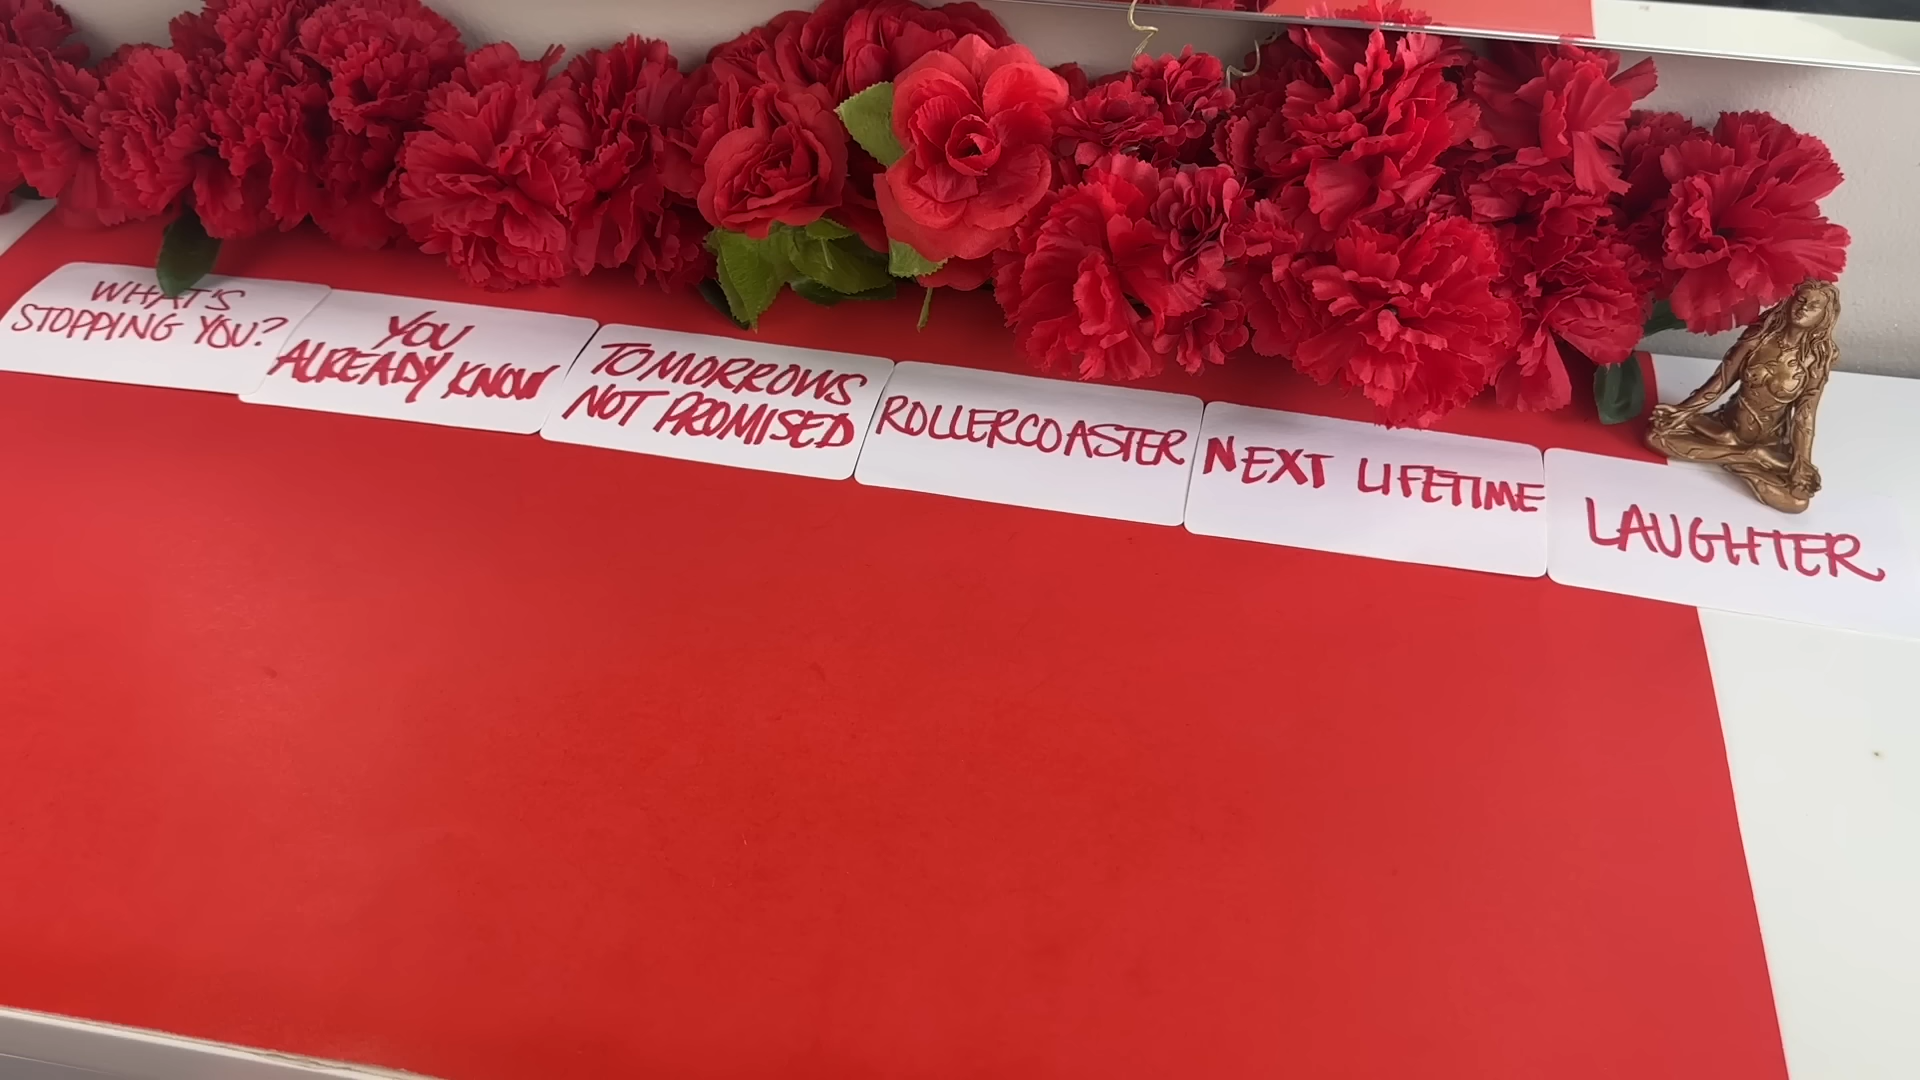 WHAT'S
STOPPING YOU?
YOU
ALREADY KNOW
TOMORROWS
NOT PROMISED
ROLLERCOASTER
NEXT LIFETIME
LAUGHTER